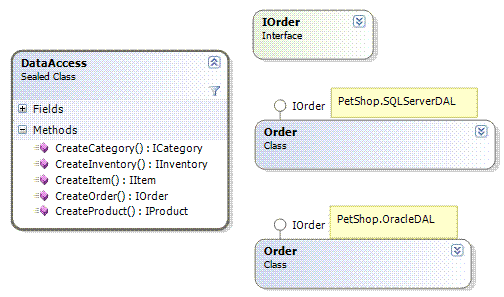 DataAccess
Sealed Class
Fields
Methods
CreateCategory() : ICategory
CreateInventory() : IInventory
CreateItem() : IItem
CreateOrder() : IOrder
CreateProduct() : IProduct
IOrder
Interface
IOrder
PetShop.SQLServerDAL
Order
Class
IOrder
PetShop.OracleDAL
Order
Class